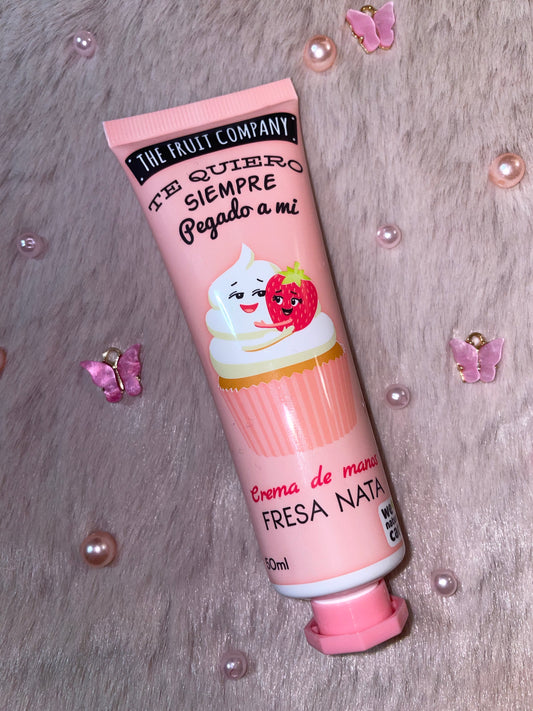 THE FRUIT COMPANY
TE QUIERO
SIEMPRE
Pegado a mi
Crema de manos
FRESA NATA
50ml